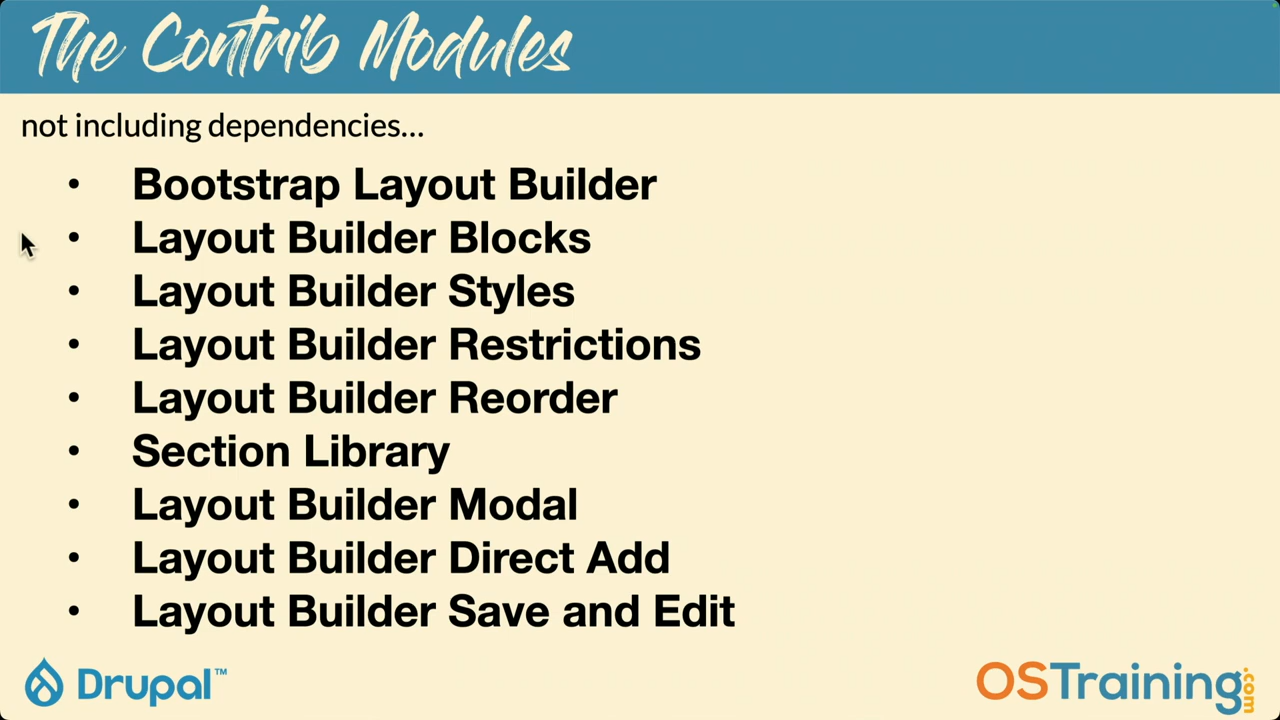 The Contrib Modules
not including dependencies...
• Bootstrap Layout Builder
• Layout Builder Blocks
• Layout Builder Styles
• Layout Builder Restrictions
• Layout Builder Reorder
• Section Library
• Layout Builder Modal
• Layout Builder Direct Add
• Layout Builder Save and Edit
Drupal™
OSTraining.com